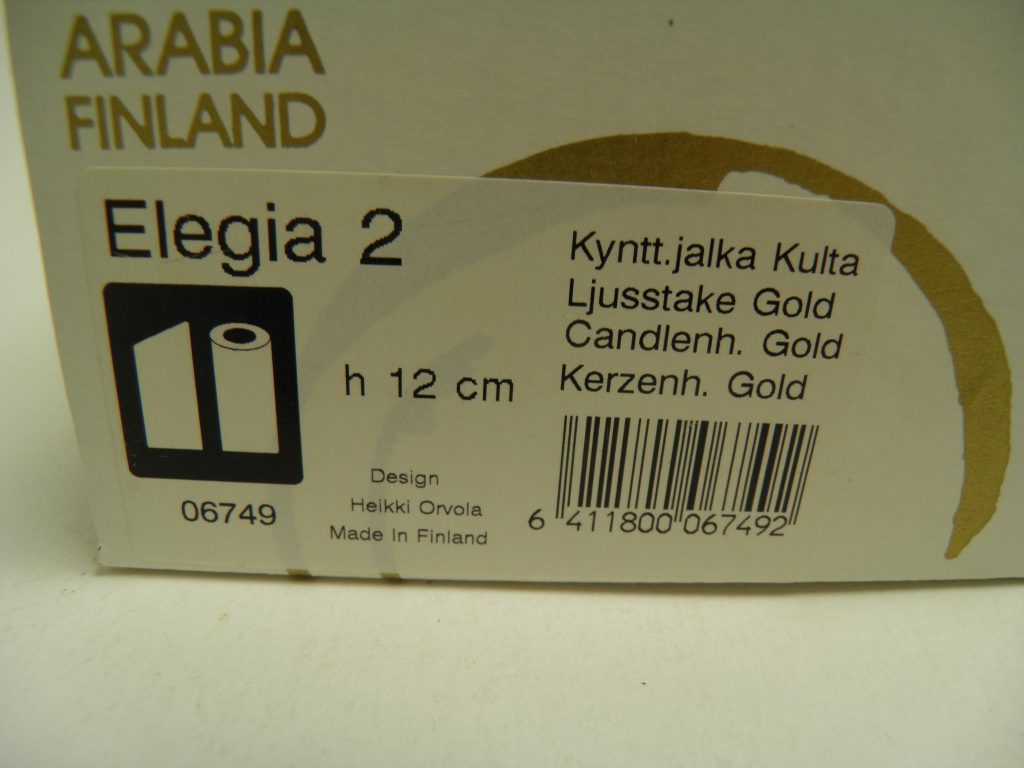 ARABIA
FINLAND
Elegia 2
Kyntt.jalka Kulta
Ljusstake Gold
Candlenh. Gold
Kerzenh. Gold
h 12 cm
Design
Heikki Orvola
Made In Finland
06749
6 411800 067492